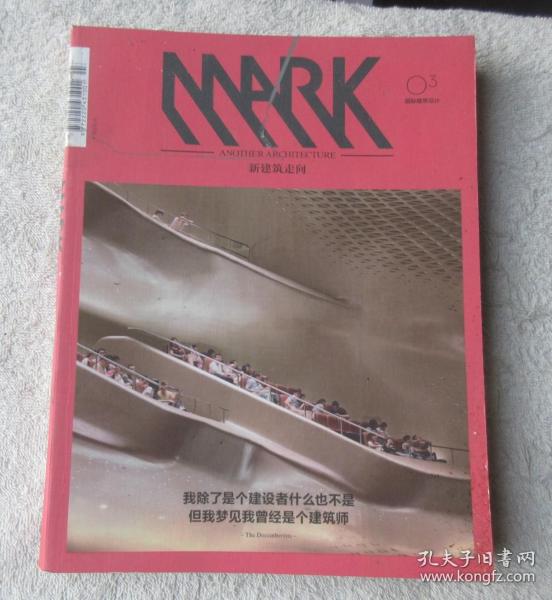 MARK
03
国际建筑设计
ANOTHER ARCHITECTURE
新建筑走向
我除了是个建设者什么也不是
但我梦见我曾经是个建筑师
- The Decemberists -
孔夫子旧书网
www.kongfz.com